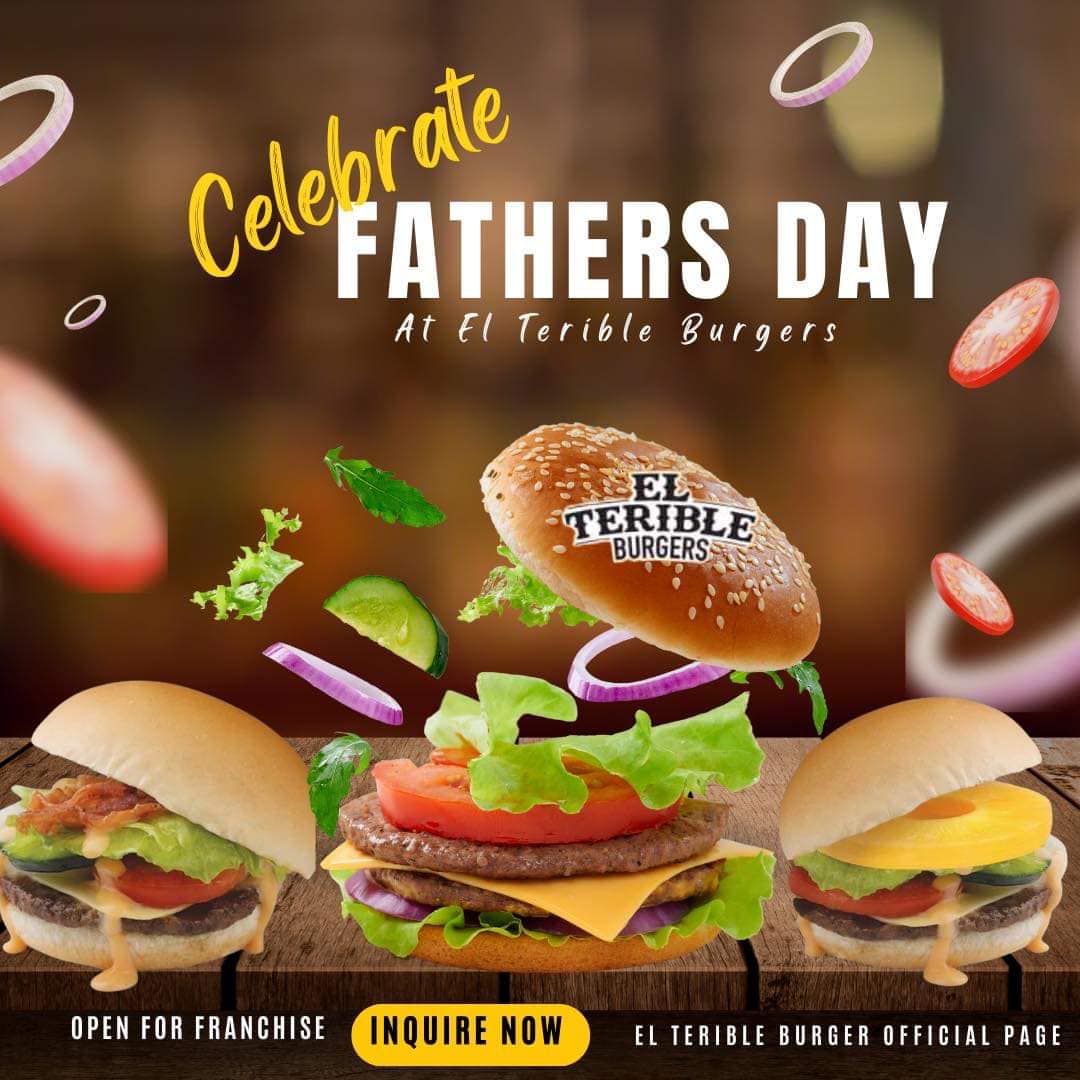 Celebrate
FATHERS DAY
At El Terible Burgers
EL
TERIBLE
BURGERS
OPEN FOR FRANCHISE
INQUIRE NOW
EL TERIBLE BURGER OFFICIAL PAGE